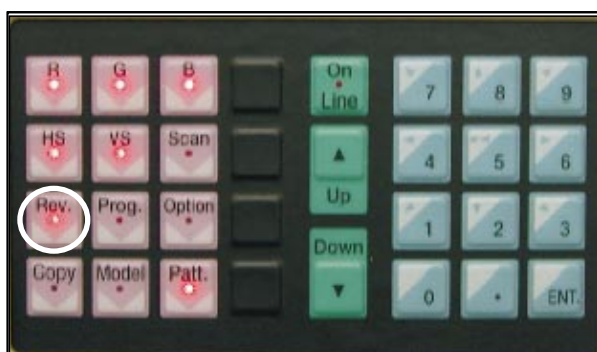 R G B On Line 7 8 9
HS VS Scan 4 5 6
Rev. Prog. Option Up 1 2 3
Down
Copy Model Patt. 0 . ENT.